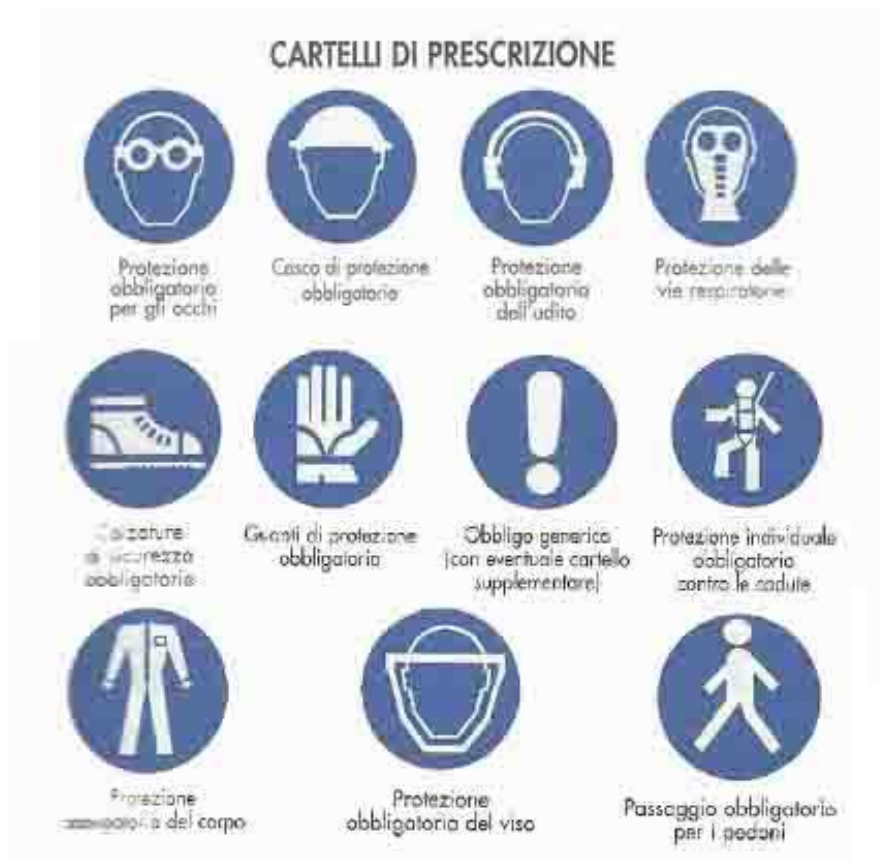 CARTELLI DI PRESCRIZIONE
Protezione
obbligatoria
per gli occhi
Casco di protezione
obbligatoria
Protezione
obbligatoria
dell'udito
Protezione delle
vie respiratorie
di sicurezza
obbligatorie
Guanti di protezione
obbligatoria
Obbligo generico
(con eventuale cartello
supplementare)
Protezione individuale
obbligatoria
contro le cadute
Protezione
del corpo
Protezione
obbligatoria del viso
Passaggio obbligatorio
per i pedoni